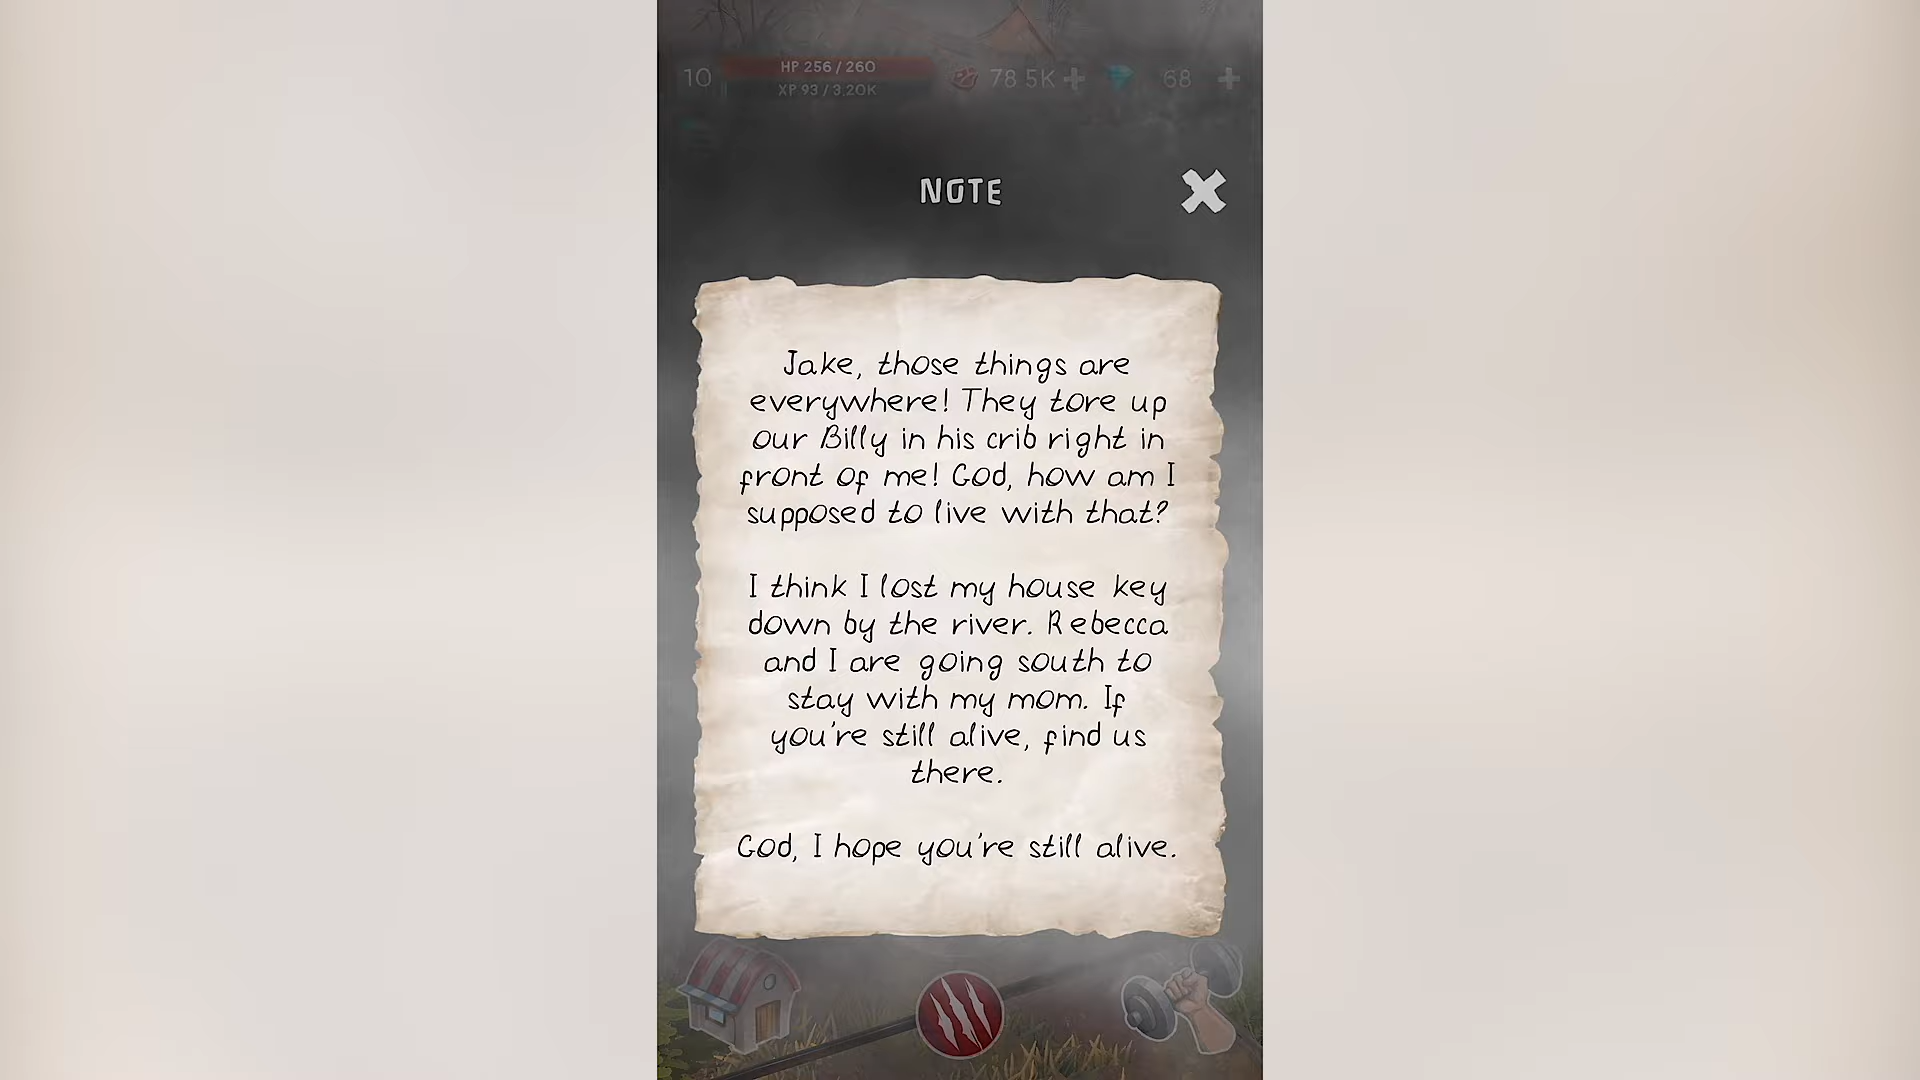 10 HP 256 / 260 78.5K 68
XP 93 / 3.20K
NOTE
Jake, those things are
everywhere! They tore up
our Billy in his crib right in
front of me! God, how am I
supposed to live with that?
I think I lost my house key
down by the river. Rebecca
and I are going south to
stay with my mom. If
you're still alive, find us
there.
God, I hope you're still alive.